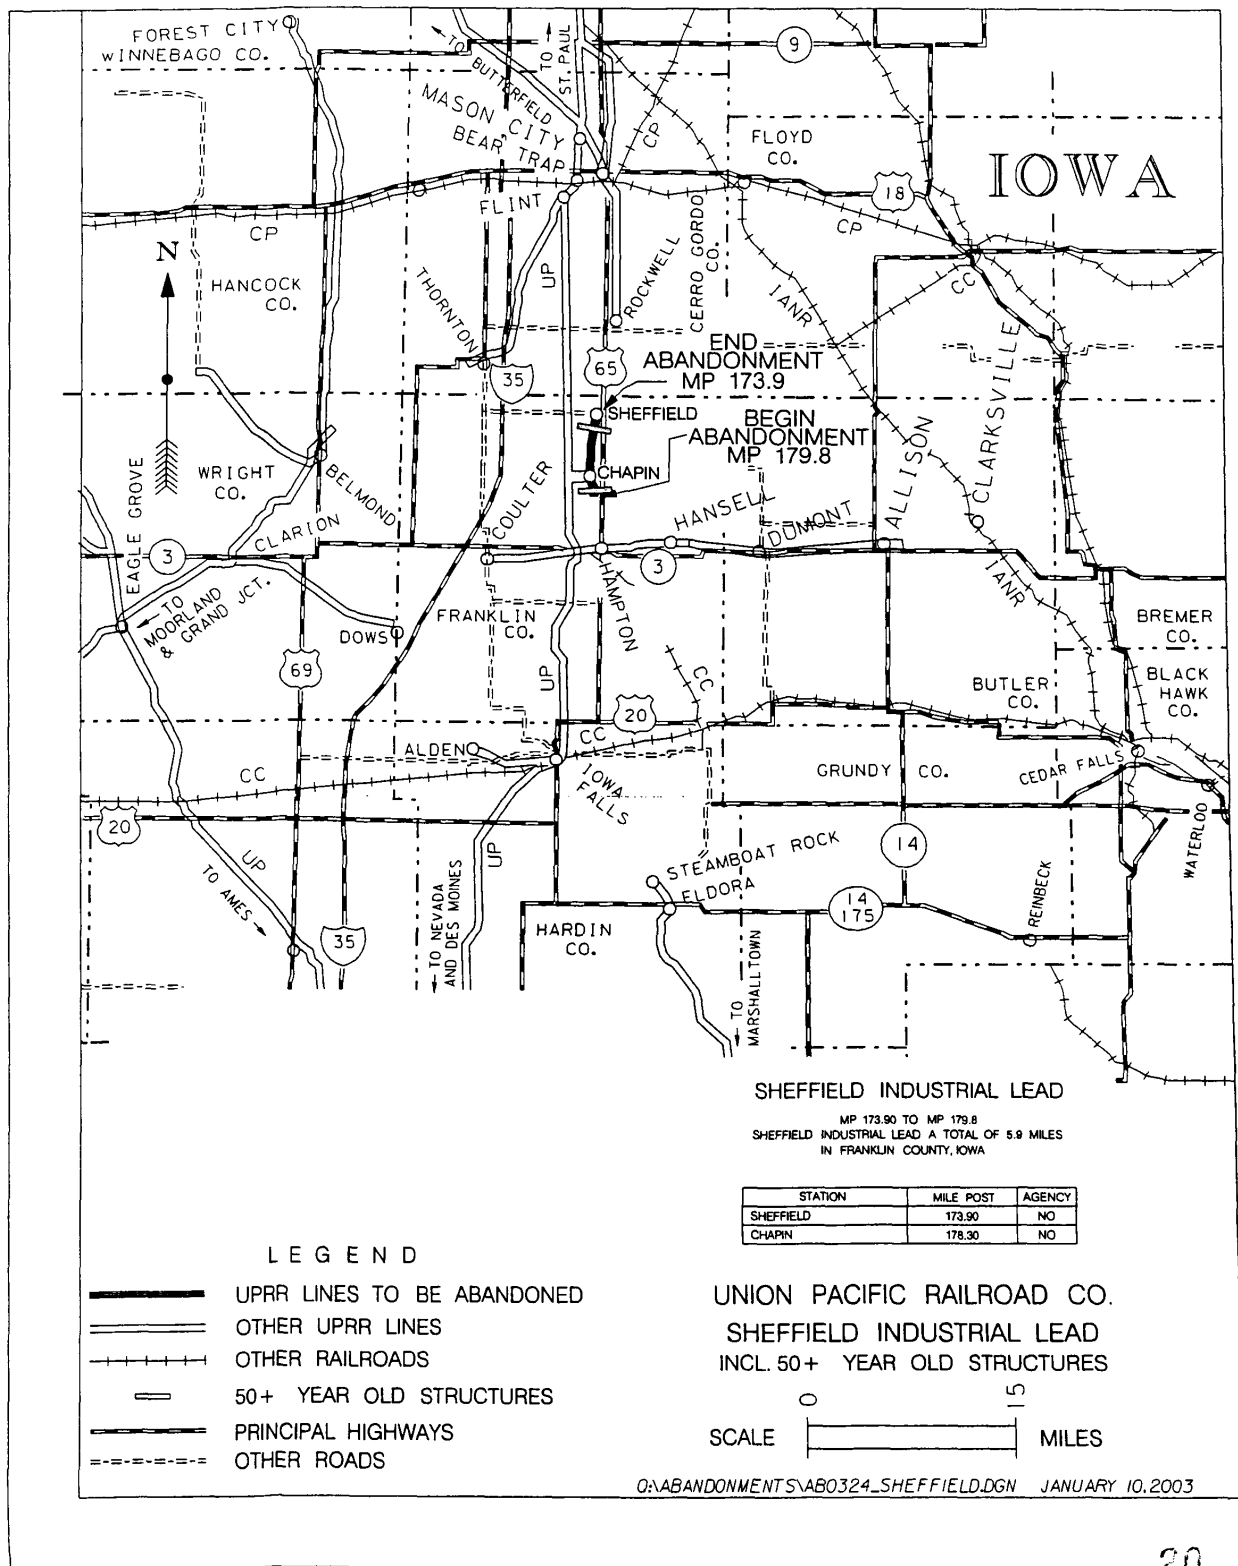 FOREST CITY
WINNEBAGO CO.
TO
BUTTERFIELD
TO
ST. PAUL
9
MASON CITY
BEAR TRAP
CP
FLOYD
CO.
IOWA
18
FLINT
CP
CP
N
HANCOCK
CO.
THORNTON
UP
ROCKWELL
CERRO GORDO
CO.
IANR
CC
35
65
END
ABANDONMENT
MP 173.9
CLARKSVILLE
SHEFFIELD
BEGIN
ABANDONMENT
MP 179.8
CHAPIN
ALLISON
WRIGHT
CO.
BELMOND
EAGLE GROVE
COULTER
HANSELL
DUMONT
CLARION
3
3
IANR
TO
MOORLAND
& GRAND JCT.
DOWS
FRANKLIN
CO.
HAMPTON
BREMER
CO.
69
UP
CC
20
BUTLER
CO.
BLACK
HAWK
CO.
ALDEN
CC
CC
IOWA
FALLS
GRUNDY CO.
CEDAR FALLS
20
UP
UP
WATERLOO
TO AMES
STEAMBOAT ROCK
ELDORA
14
14
175
REINBECK
35
TO NEVADA
AND DES MOINES
HARDIN
CO.
TO
MARSHALLTOWN
SHEFFIELD INDUSTRIAL LEAD
MP 173.90 TO MP 179.8
SHEFFIELD INDUSTRIAL LEAD A TOTAL OF 5.9 MILES
IN FRANKLIN COUNTY, IOWA
STATION MILE POST AGENCY
SHEFFIELD 173.90 NO
CHAPIN 178.30 NO
LEGEND
UPRR LINES TO BE ABANDONED
OTHER UPRR LINES
OTHER RAILROADS
50+ YEAR OLD STRUCTURES
PRINCIPAL HIGHWAYS
OTHER ROADS
UNION PACIFIC RAILROAD CO.
SHEFFIELD INDUSTRIAL LEAD
INCL. 50+ YEAR OLD STRUCTURES
0 15
SCALE MILES
O:\ABANDONMENTS\AB0324_SHEFFIELD.DGN JANUARY 10, 2003